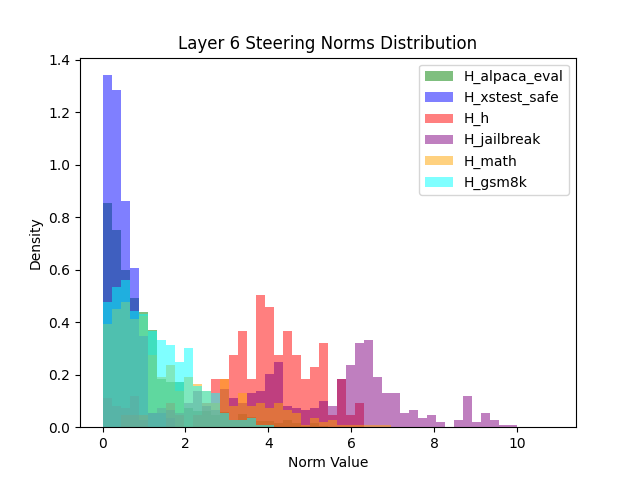 Layer 6 Steering Norms Distribution
1.4
1.2
1.0
0.8
0.6
0.4
0.2
0.0
Density
H_alpaca_eval
H_xstest_safe
H_h
H_jailbreak
H_math
H_gsm8k
0 2 4 6 8 10
Norm Value